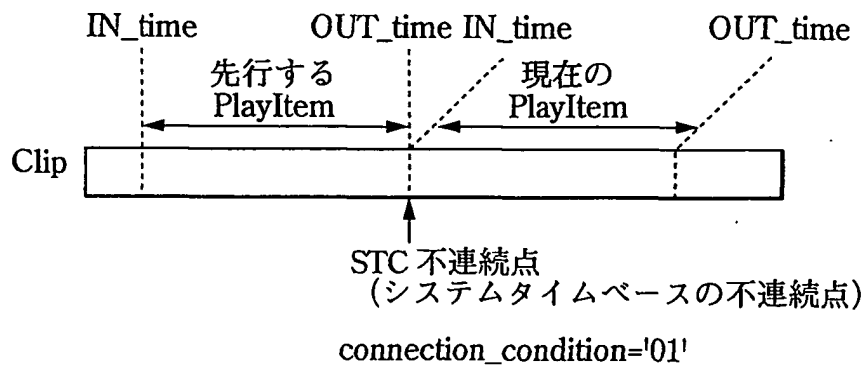 IN_time OUT_time IN_time OUT_time
先行する PlayItem
現在の PlayItem
Clip
STC 不連続点
(システムタイムベースの不連続点)
connection_condition='01'